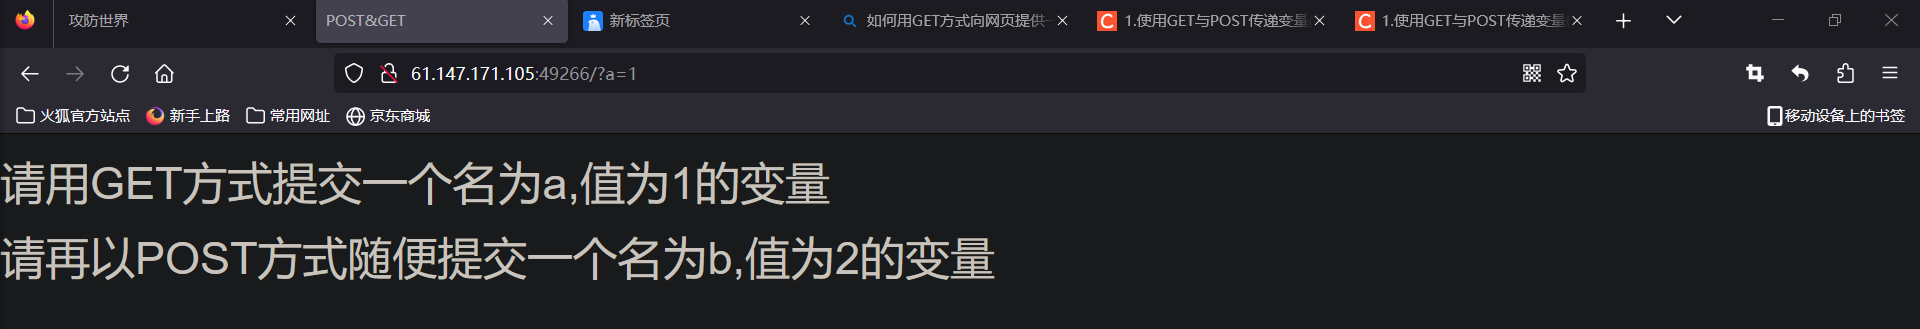 攻防世界
POST&GET
新标签页
如何用GET方式向网页提供
1.使用GET与POST传递变量
1.使用GET与POST传递变量
61.147.171.105:49266/?a=1
火狐官方站点
新手上路
常用网址
京东商城
移动设备上的书签
请用GET方式提交一个名为a,值为1的变量
请再以POST方式随便提交一个名为b,值为2的变量